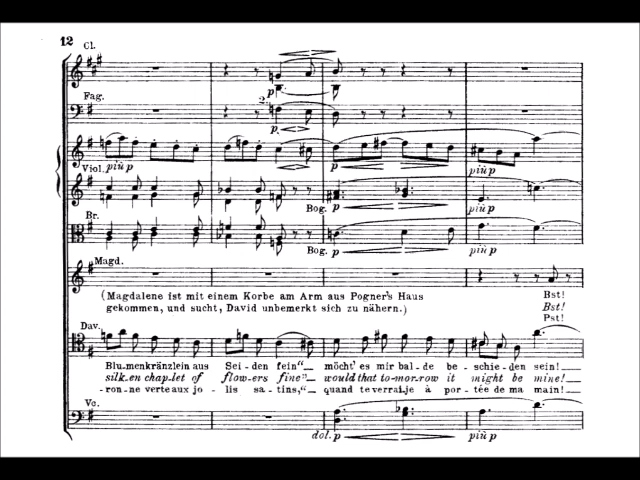 12
Cl.
Fag.
2.
p
p
Viol. più p
p
più p
Bog. p
più p
Br.
Bog. p
più p
Magd.
(Magdalene ist mit einem Korbe am Arm aus Pogner's Haus
gekommen, und sucht, David unbemerkt sich zu nähern.)
Bst!
Bst!
Pst!
Dav.
Blu-menkränzlein aus Sei-den fein" möcht' es mir bal-de be-schie-den sein!
silk-en chap-let of flow-ers fine" would that to-mor-row it might be mine!
ron-ne verte aux jo-lis sa-tins," quand te verrai-je à por-tée de ma main!
Vc.
dol. p
più p